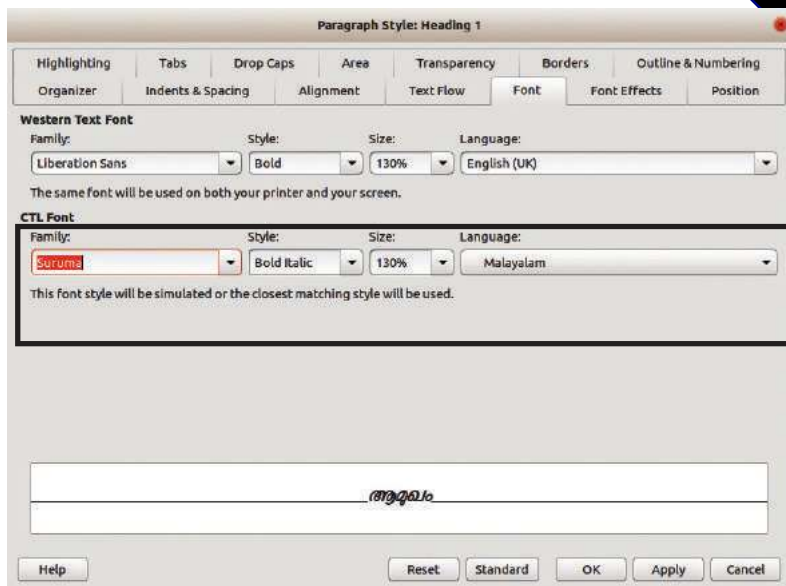 Paragraph Style: Heading 1
Highlighting Tabs Drop Caps Area Transparency Borders Outline & Numbering
Organizer Indents & Spacing Alignment Text Flow Font Font Effects Position
Western Text Font
Family: Style: Size: Language:
Liberation Sans Bold 130% English (UK)
The same font will be used on both your printer and your screen.
CTL Font
Family: Style: Size: Language:
Suruma Bold Italic 130% Malayalam
This font style will be simulated or the closest matching style will be used.
ആമുഖം
Help Reset Standard OK Apply Cancel